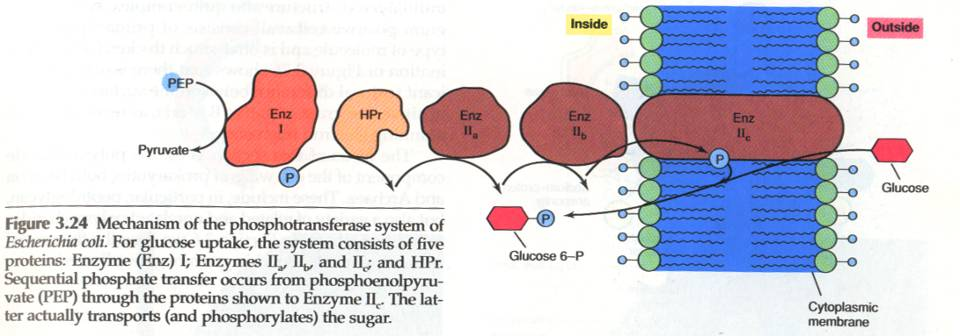 Inside
Outside
PEP
Enz
I
HPr
Enz
IIa
Enz
IIb
Enz
IIc
P
P
Pyruvate
Glucose
P
Glucose 6–P
Cytoplasmic
membrane
Figure 3.24 Mechanism of the phosphotransferase system of
Escherichia coli. For glucose uptake, the system consists of five
proteins: Enzyme (Enz) I; Enzymes IIa, IIb, and IIc; and HPr.
Sequential phosphate transfer occurs from phosphoenolpyru-
vate (PEP) through the proteins shown to Enzyme IIc. The lat-
ter actually transports (and phosphorylates) the sugar.